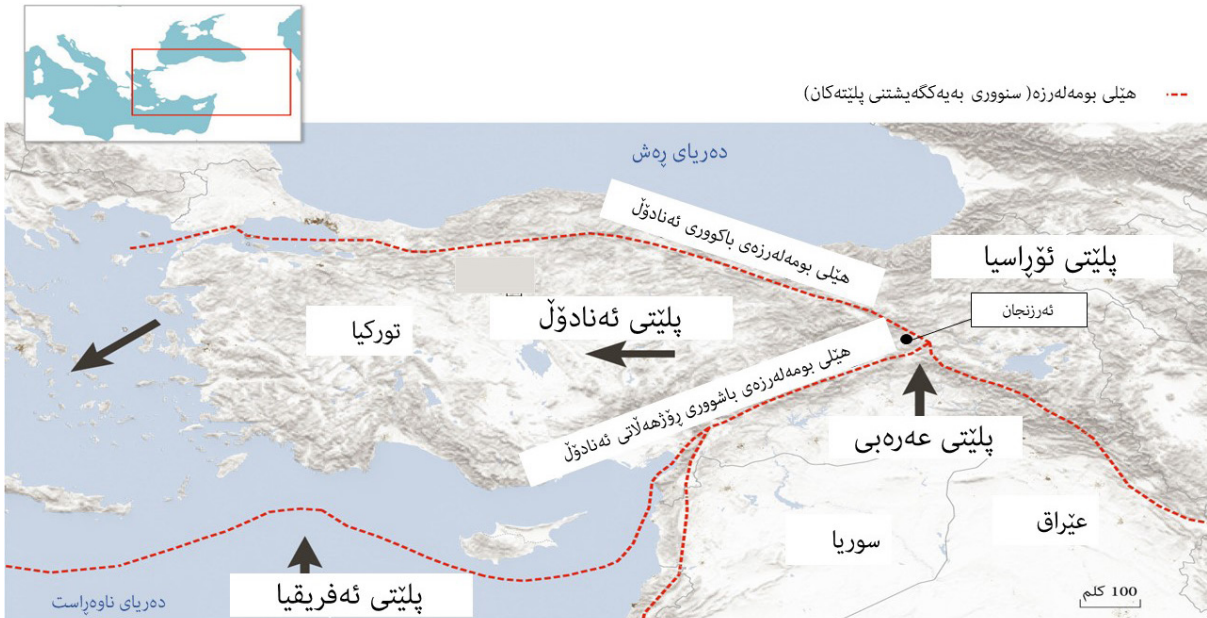 هێڵی بومەلەرزە( سنووری بەیەکگەیشتنی پلێتەکان)
دەریای ڕەش
هێڵی بومەلەرزەی باکووری ئەنادۆڵ
پلێتی ئۆڕاسیا
ئەرزنجان
پلێتی ئەنادۆڵ
تورکیا
هێڵی بومەلەرزەی باشووری ڕۆژهەڵاتی ئەنادۆڵ
پلێتی عەرەبی
عێراق
سوریا
پلێتی ئەفریقیا
دەریای ناوەڕاست
100 کلم